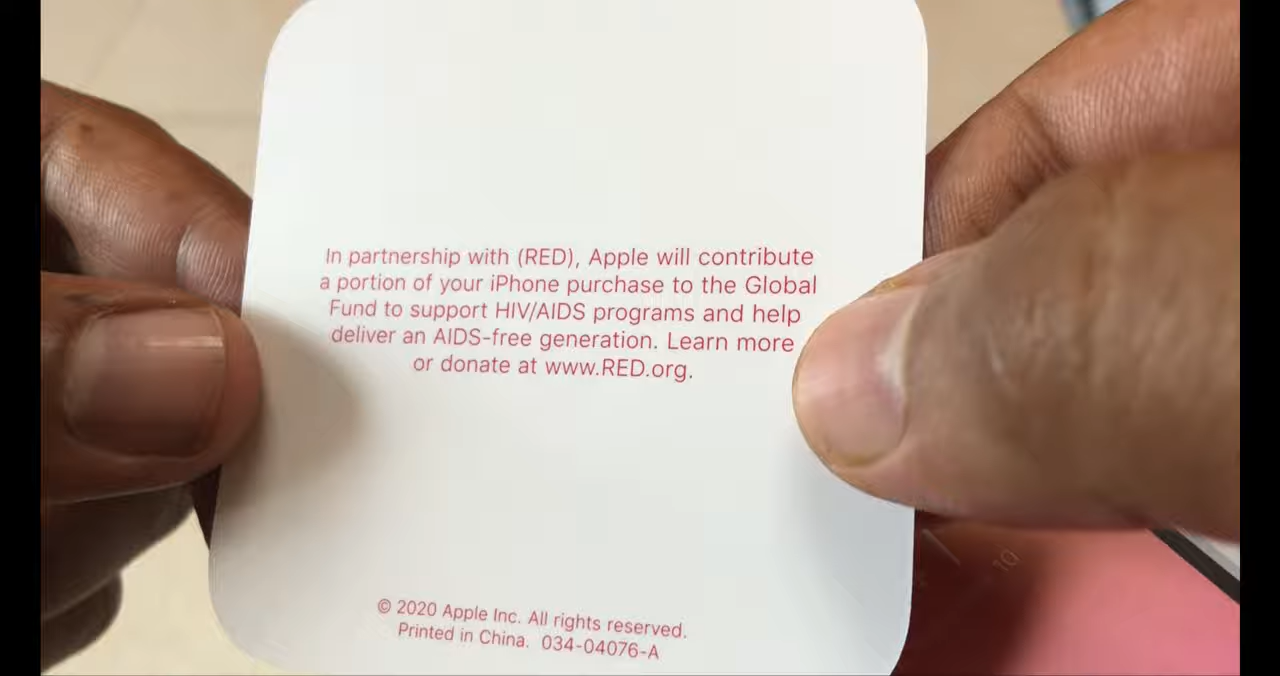 In partnership with (RED), Apple will contribute
a portion of your iPhone purchase to the Global
Fund to support HIV/AIDS programs and help
deliver an AIDS-free generation. Learn more
or donate at www.RED.org.
© 2020 Apple Inc. All rights reserved.
Printed in China. 034-04076-A
10